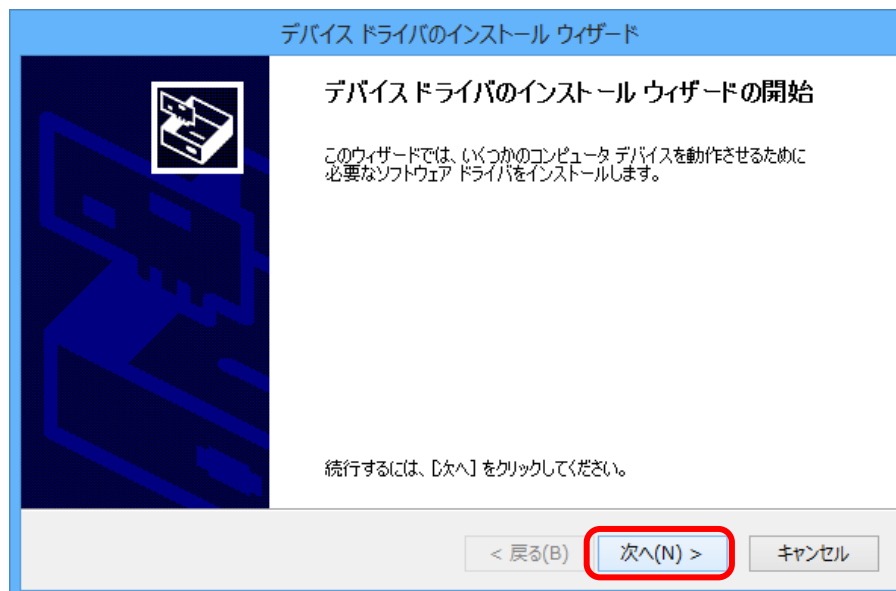 デバイス ドライバのインストール ウィザード
デバイス ドライバのインストール ウィザードの開始
このウィザードでは、いくつかのコンピュータ デバイスを動作させるために
必要なソフトウェア ドライバをインストールします。
続行するには、[次へ] をクリックしてください。
< 戻る(B)
次へ(N) >
キャンセル